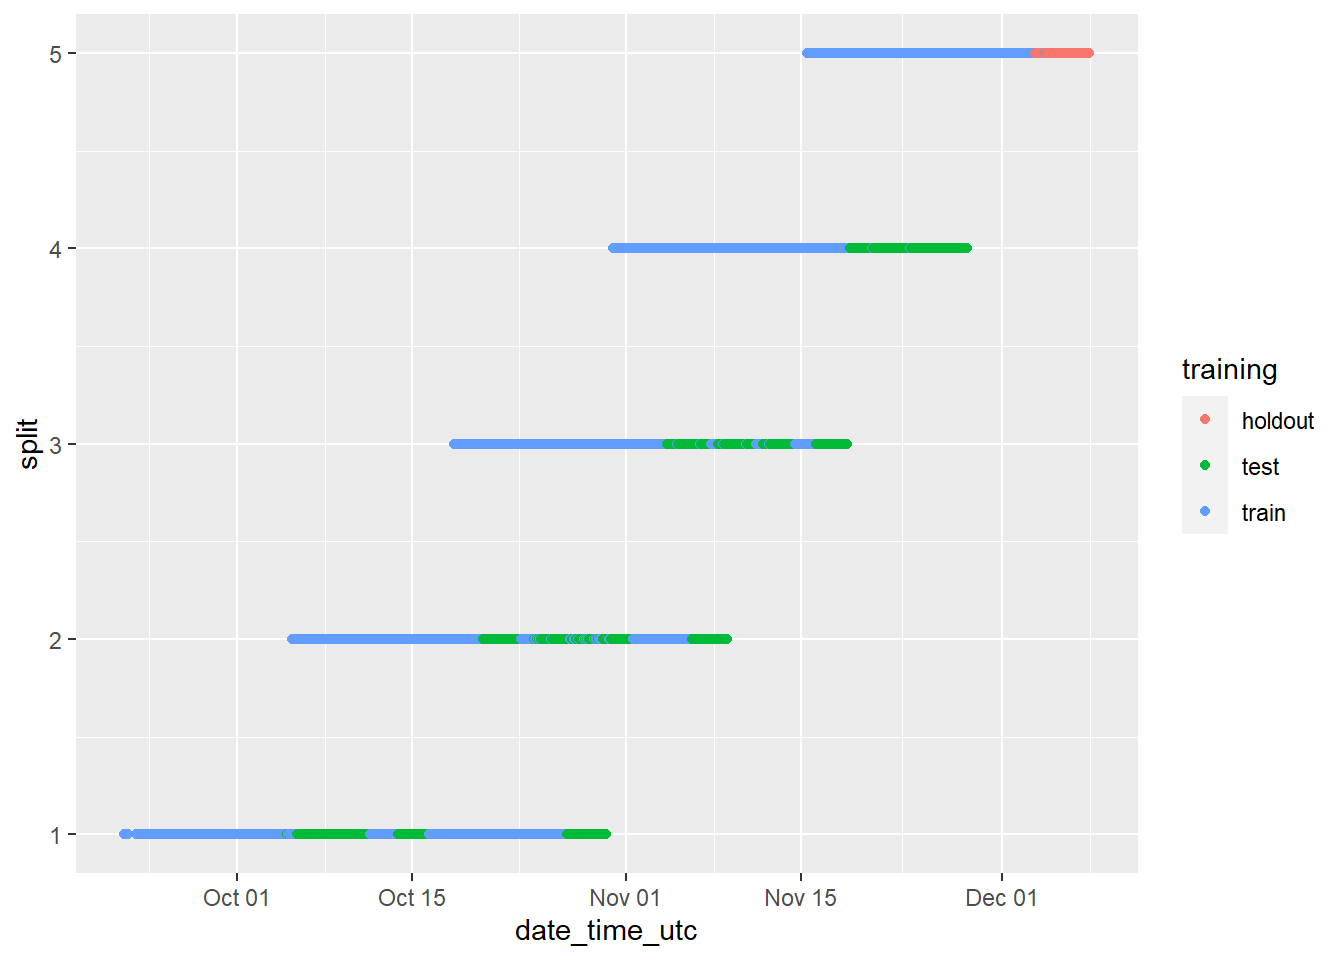 5
4
3
2
1
split
Oct 01
Oct 15
Nov 01
Nov 15
Dec 01
date_time_utc
training
holdout
test
train